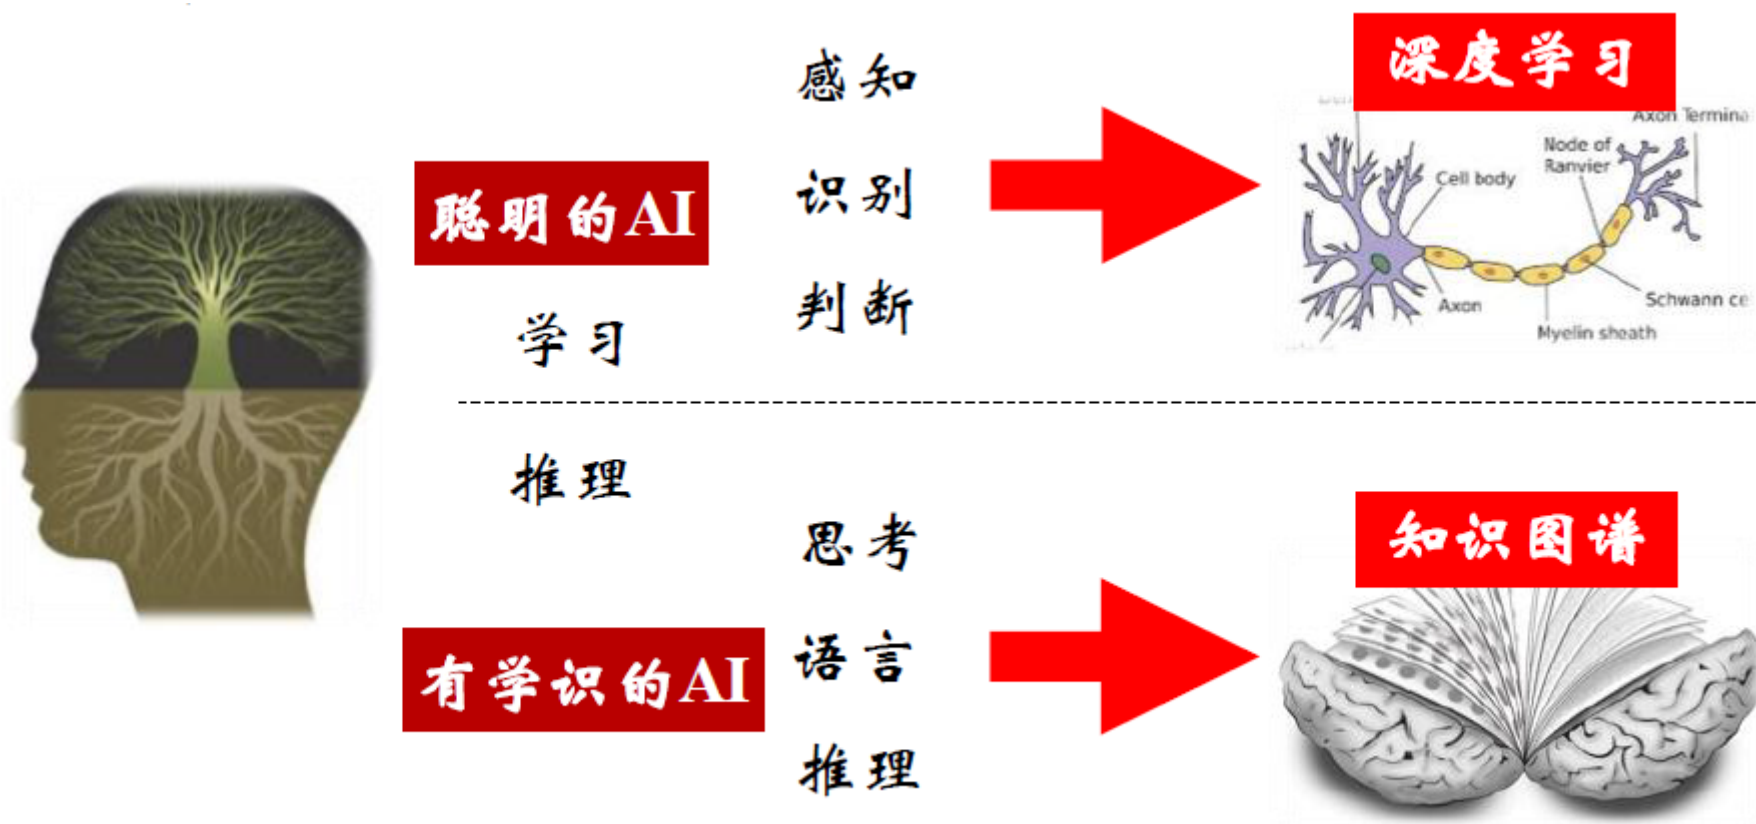 聪明的AI
学习
感知
识别
判断
深度学习
Axon Termina
Node of
Ranvier
Cell body
Axon
Schwann ce
Myelin sheath
推理
有学识的AI
思考
语言
推理
知识图谱